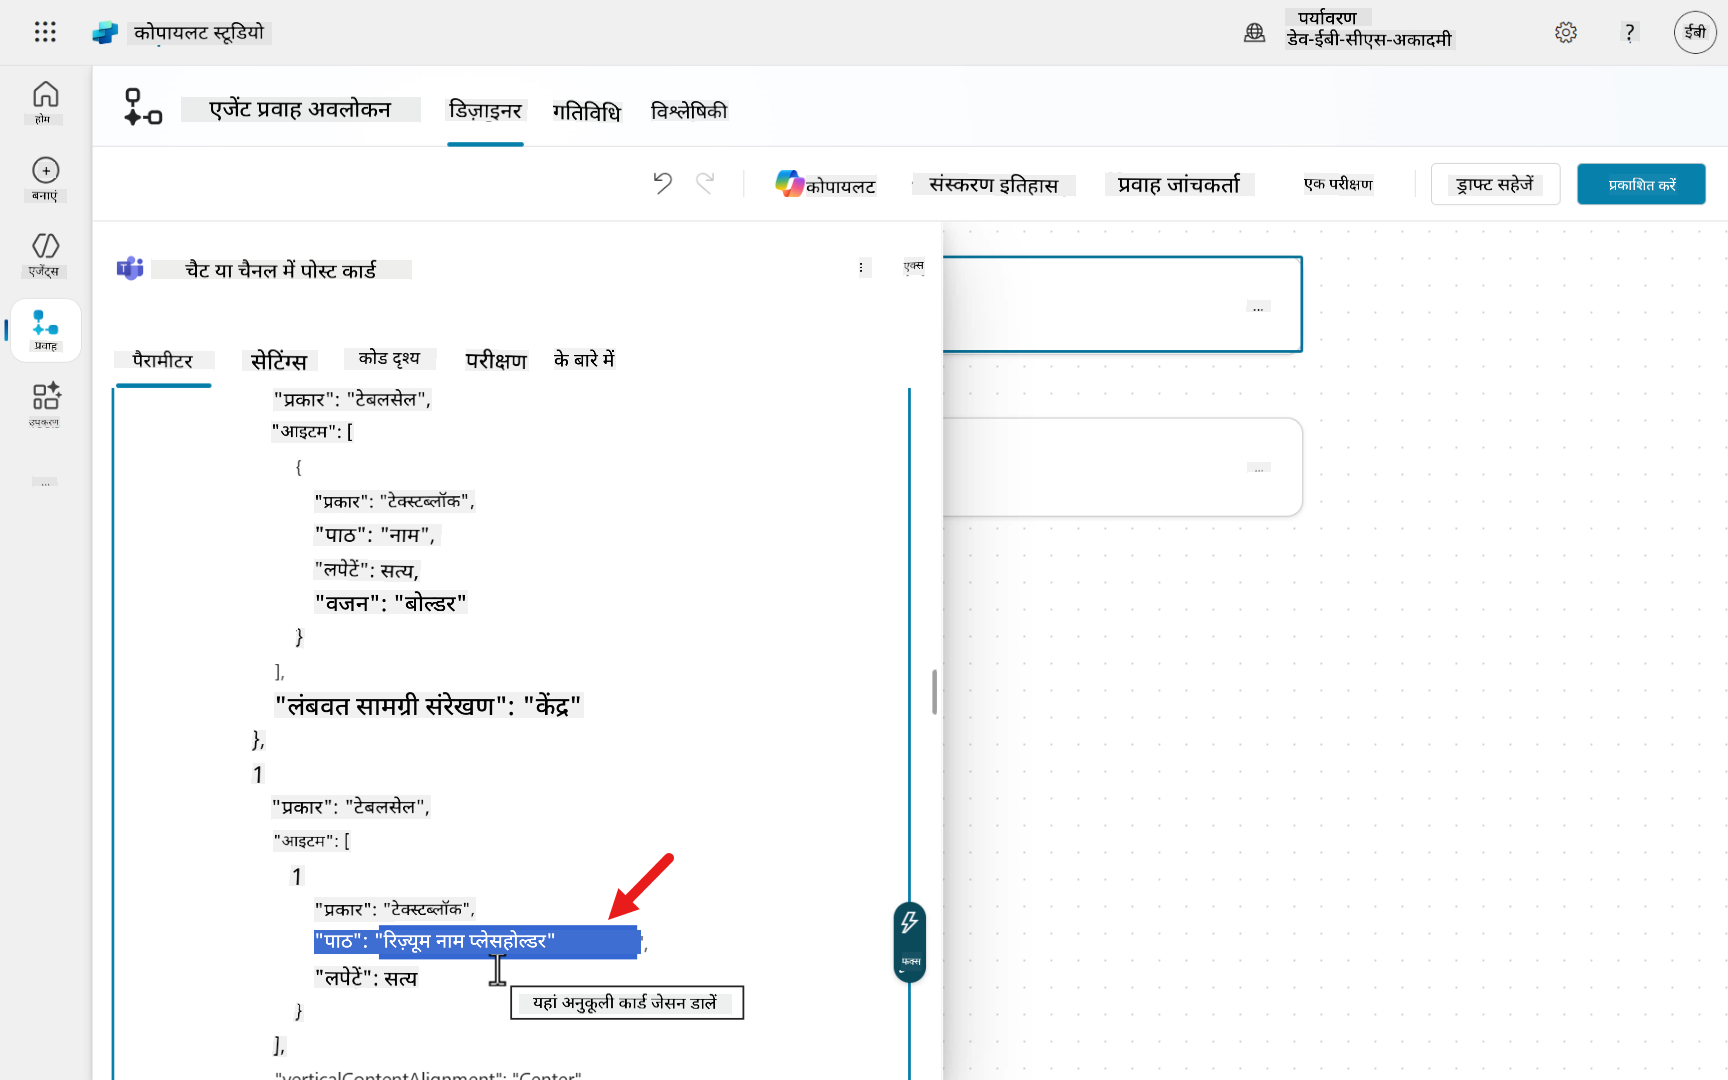 कोपायलट स्टूडियो
पर्यावरण
डेव-ईबी-सीएस-अकादमी
?
ईबी
होम
बनाएं
एजेंट्स
प्रवाह
उपकरण
...
एजेंट प्रवाह अवलोकन
डिज़ाइनर
गतिविधि
विश्लेषिकी
कोपायलट
संस्करण इतिहास
प्रवाह जांचकर्ता
एक परीक्षण
ड्राफ्ट सहेजें
प्रकाशित करें
चैट या चैनल में पोस्ट कार्ड
एक्स
...
...
पैरामीटर
सेटिंग्स
कोड दृश्य
परीक्षण
के बारे में
"प्रकार": "टेबलसेल",
"आइटम": [
{
"प्रकार": "टेक्स्टब्लॉक",
"पाठ": "नाम",
"लपेटें": सत्य,
"वजन": "बोल्डर"
}
],
"लंबवत सामग्री संरेखण": "केंद्र"
},
1
"प्रकार": "टेबलसेल",
"आइटम": [
1
"प्रकार": "टेक्स्टब्लॉक",
"पाठ": "रिज़्यूम नाम प्लेसहोल्डर" ,
"लपेटें": सत्य
यहां अनुकूली कार्ड जेसन डालें
}
],
"verticalContentAlignment": "Center"
फक्स